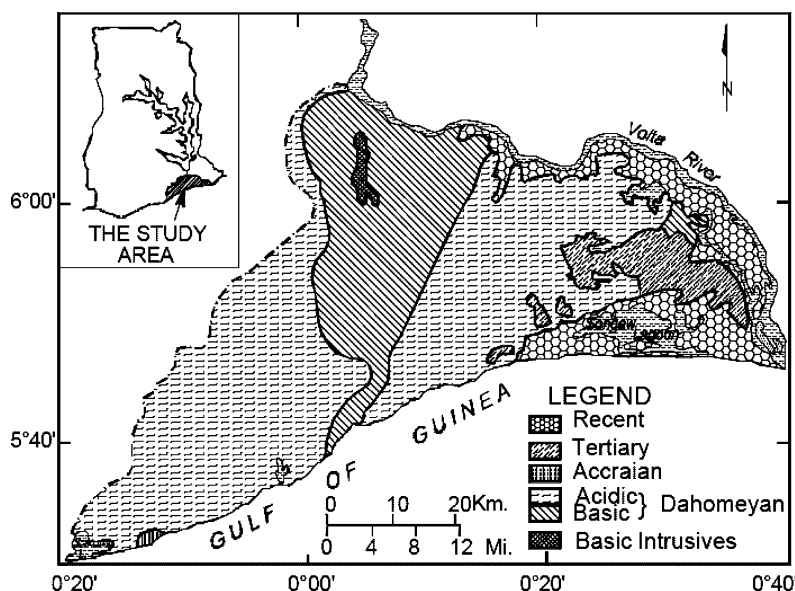 THE STUDY
AREA
N
Volta River
6°00'
5°40'
Songaw
Lagoon
GULF OF GUINEA
LEGEND
Recent
Tertiary
Accraian
Acidic
Basic } Dahomeyan
Basic Intrusives
0 10 20Km.
0 4 8 12 Mi.
0°20' 0°00' 0°20' 0°40'